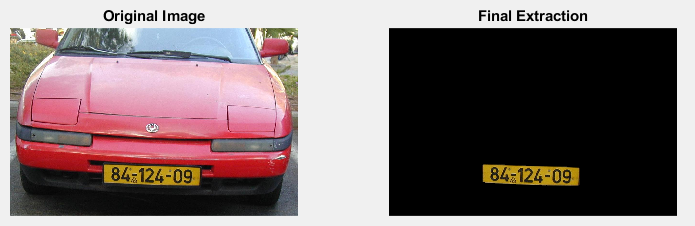 Original Image
Final Extraction
84-124-09
84-124-09